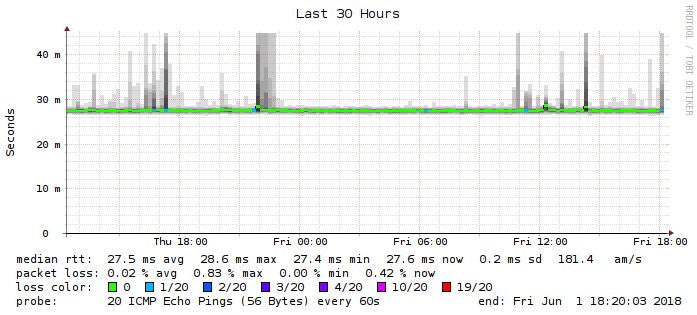 Last 30 Hours
RRDTOOL / TOBI OETIKER
Seconds
40 m
30 m
20 m
10 m
0
Thu 18:00 Fri 00:00 Fri 06:00 Fri 12:00 Fri 18:00
median rtt: 27.5 ms avg 28.6 ms max 27.4 ms min 27.6 ms now 0.2 ms sd 181.4 am/s
packet loss: 0.02 % avg 0.83 % max 0.00 % min 0.42 % now
loss color: 0 1/20 2/20 3/20 4/20 10/20 19/20
probe: 20 ICMP Echo Pings (56 Bytes) every 60s end: Fri Jun 1 18:20:03 2018